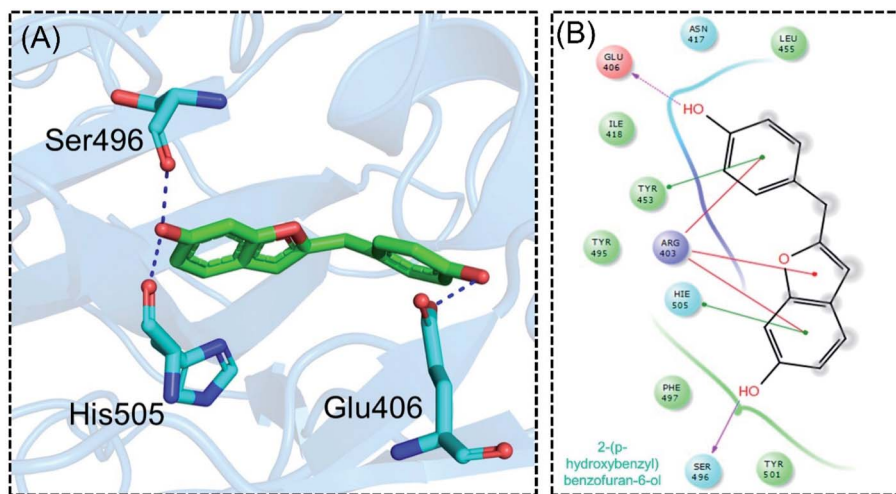 (A)
Ser496
His505
Glu406
(B)
ASN
417
LEU
455
GLU
406
HO
ILE
418
TYR
453
TYR
495
ARG
403
O
HIE
505
PHE
497
HO
2-(p-
hydroxybenzyl)
benzofuran-6-ol
SER
496
TYR
501